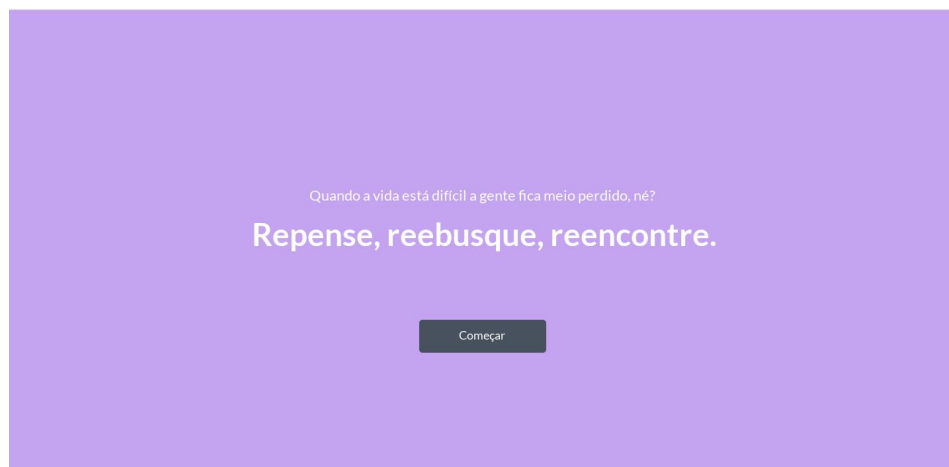 Quando a vida está difícil a gente fica meio perdido, né?
Repense, reebusque, reencontre.
Começar